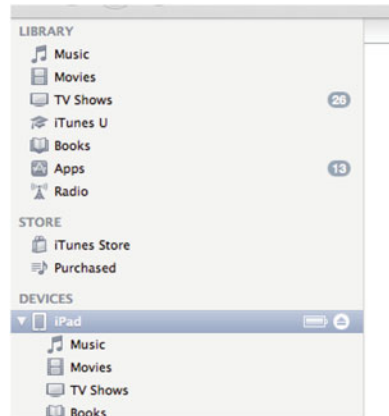 LIBRARY
Music
Movies
TV Shows 26
iTunes U
Books
Apps 13
Radio
STORE
iTunes Store
Purchased
DEVICES
iPad
Music
Movies
TV Shows
Books